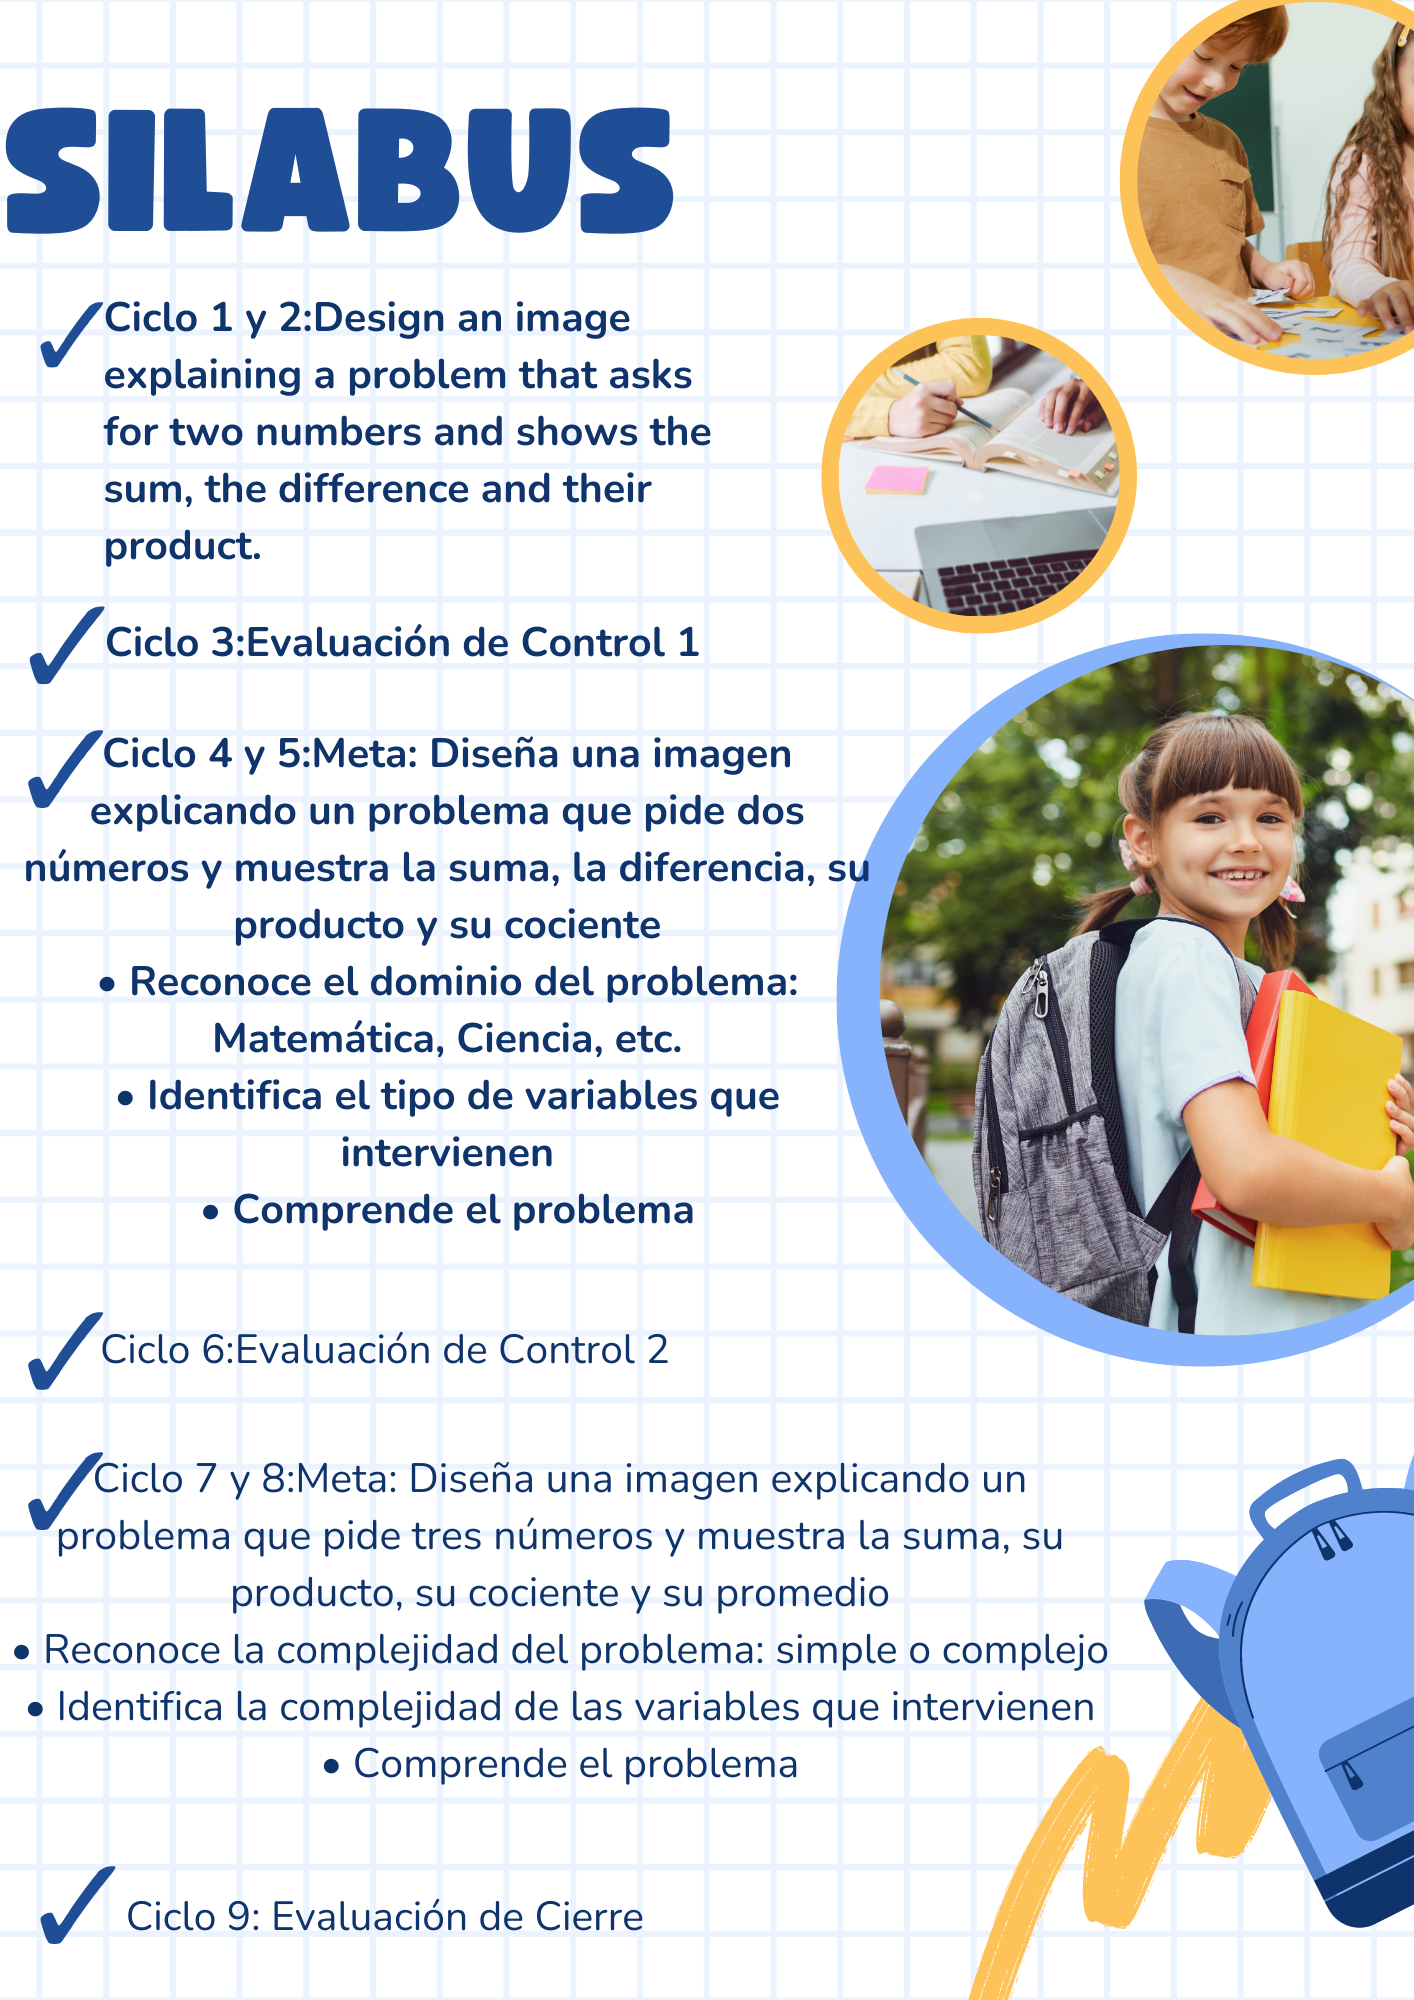 SILABUS
Ciclo 1 y 2:Design an image
explaining a problem that asks
for two numbers and shows the
sum, the difference and their
product.
Ciclo 3:Evaluación de Control 1
Ciclo 4 y 5:Meta: Diseña una imagen
explicando un problema que pide dos
números y muestra la suma, la diferencia, su
producto y su cociente
• Reconoce el dominio del problema:
Matemática, Ciencia, etc.
• Identifica el tipo de variables que
intervienen
• Comprende el problema
Ciclo 6:Evaluación de Control 2
Ciclo 7 y 8:Meta: Diseña una imagen explicando un
problema que pide tres números y muestra la suma, su
producto, su cociente y su promedio
• Reconoce la complejidad del problema: simple o complejo
• Identifica la complejidad de las variables que intervienen
• Comprende el problema
Ciclo 9: Evaluación de Cierre